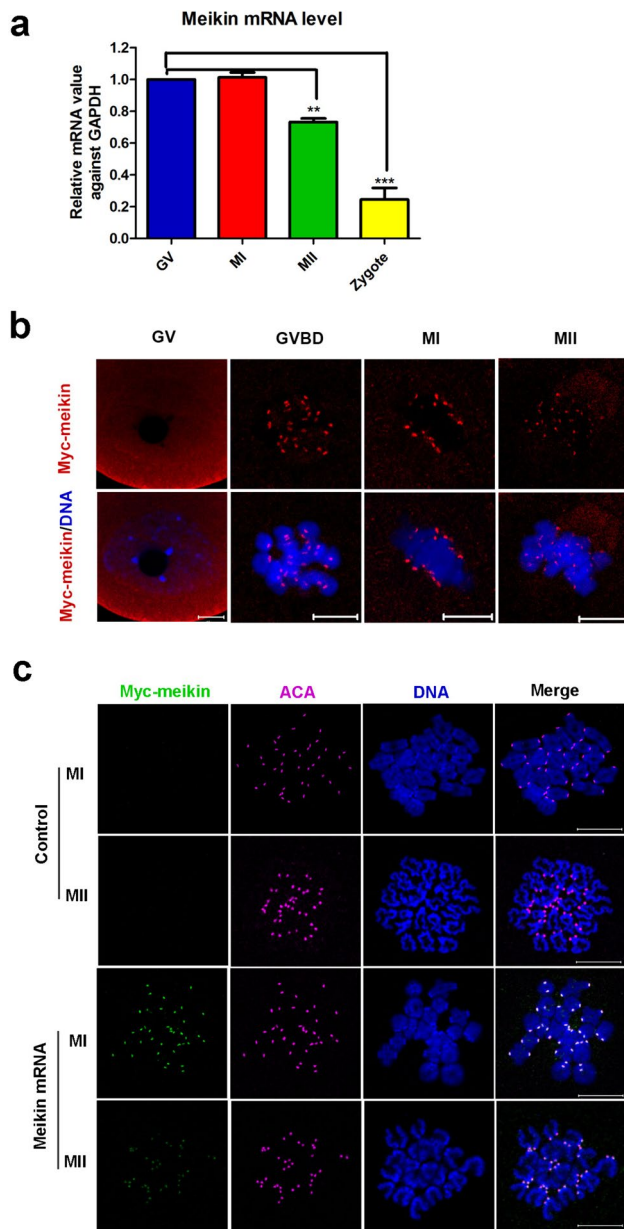 a
Meikin mRNA level
Relative mRNA value
against GAPDH
1.2
1.0
0.8
0.6
0.4
0.2
0.0
**
***
GV
MI
MII
Zygote
b
GV
GVBD
MI
MII
Myc-meikin
Myc-meikin/DNA
c
Myc-meikin
ACA
DNA
Merge
Control
MI
MII
Meikin mRNA
MI
MII